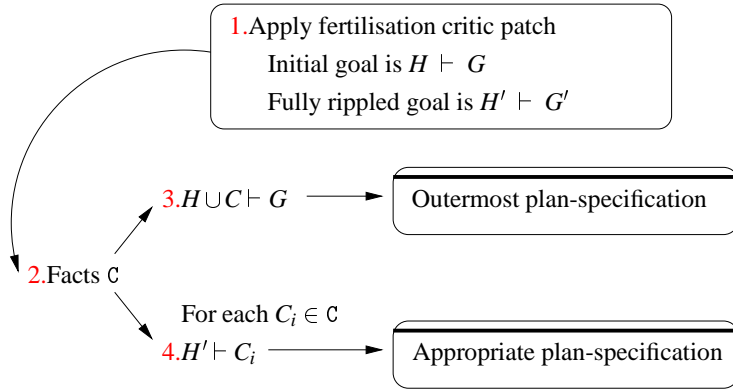 1.Apply fertilisation critic patch
Initial goal is H ⊢ G
Fully rippled goal is H′ ⊢ G′
3.H ∪ C ⊢ G
Outermost plan-specification
2.Facts C
For each Cᵢ ∈ C
4.H′ ⊢ Cᵢ
Appropriate plan-specification